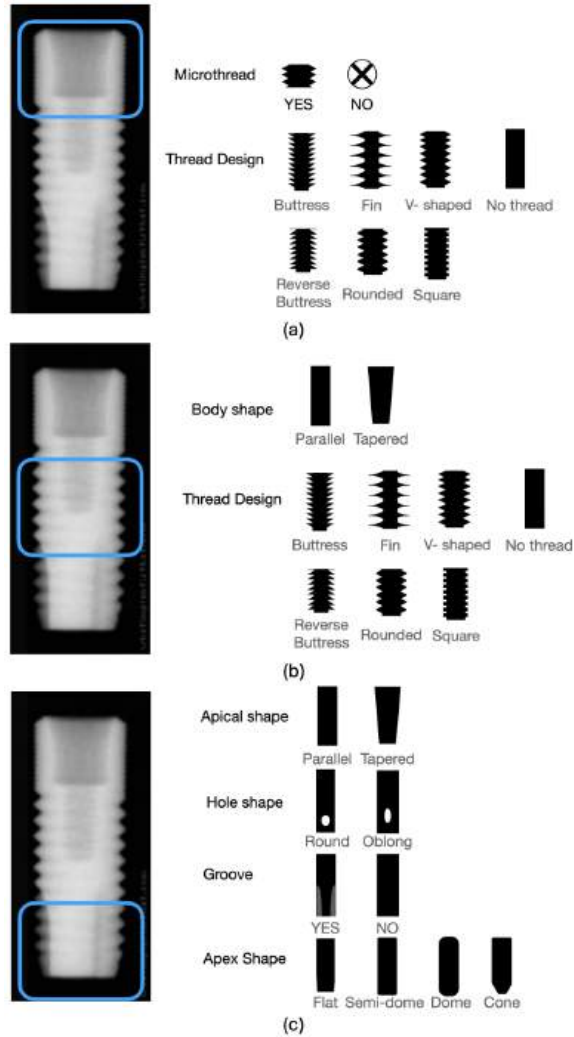 Microthread
YES NO
Thread Design
Buttress Fin V- shaped No thread
Reverse Buttress Rounded Square
(a)
Body shape
Parallel Tapered
Thread Design
Buttress Fin V- shaped No thread
Reverse Buttress Rounded Square
(b)
Apical shape
Parallel Tapered
Hole shape
Round Oblong
Groove
YES NO
Apex Shape
Flat Semi-dome Dome Cone
(c)